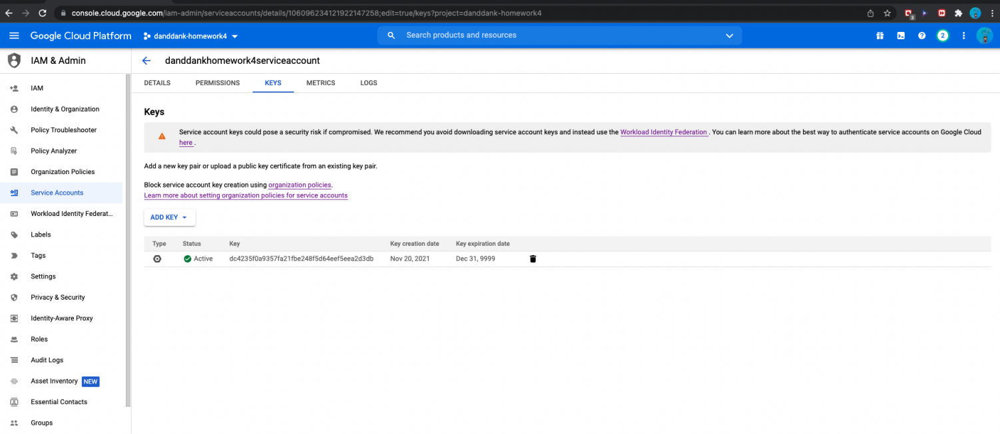 console.cloud.google.com/iam-admin/serviceaccounts/details/106096234121922147258;edit=true/keys?project=danddank-homework4
3
Google Cloud Platform
danddank-homework4
Search products and resources
2
IAM & Admin
danddankhomework4serviceaccount
DETAILS PERMISSIONS KEYS METRICS LOGS
IAM
Identity & Organization
Policy Troubleshooter
Policy Analyzer
Organization Policies
Service Accounts
Workload Identity Federat...
Labels
Tags
Settings
Privacy & Security
Identity-Aware Proxy
Roles
Audit Logs
Asset Inventory NEW
Essential Contacts
Groups
Keys
Service account keys could pose a security risk if compromised. We recommend you avoid downloading service account keys and instead use the Workload Identity Federation . You can learn more about the best way to authenticate service accounts on Google Cloud
here .
Add a new key pair or upload a public key certificate from an existing key pair.
Block service account key creation using organization policies.
Learn more about setting organization policies for service accounts
ADD KEY
Type Status Key Key creation date Key expiration date
Active dc4235f0a9357fa21fbe248f5d64eef5eea2d3db Nov 20, 2021 Dec 31, 9999